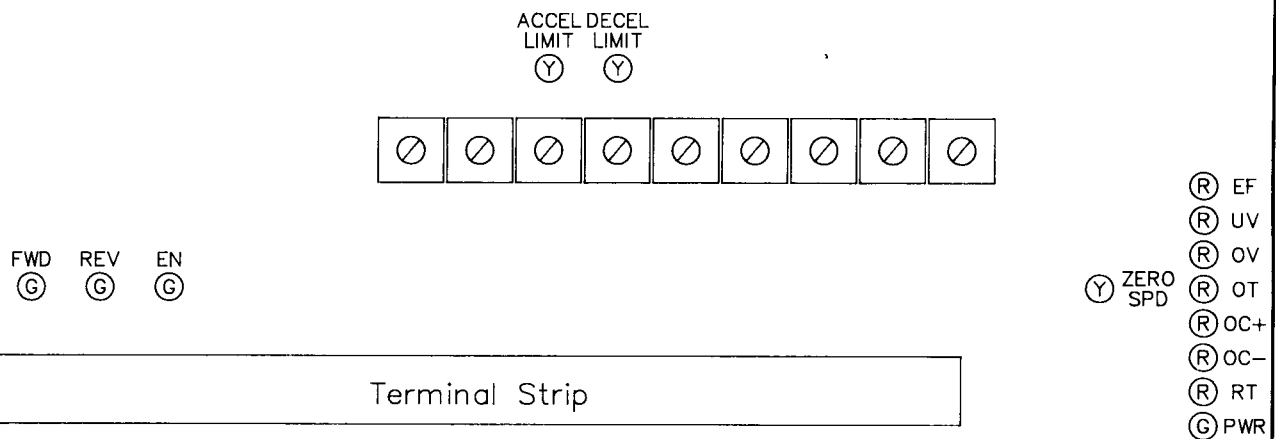 ACCEL DECEL
LIMIT LIMIT
Y Y
R EF
R UV
FWD REV EN
R OV
G G G
Y ZERO SPD
R OT
R OC+
R OC-
Terminal Strip
R RT
G PWR